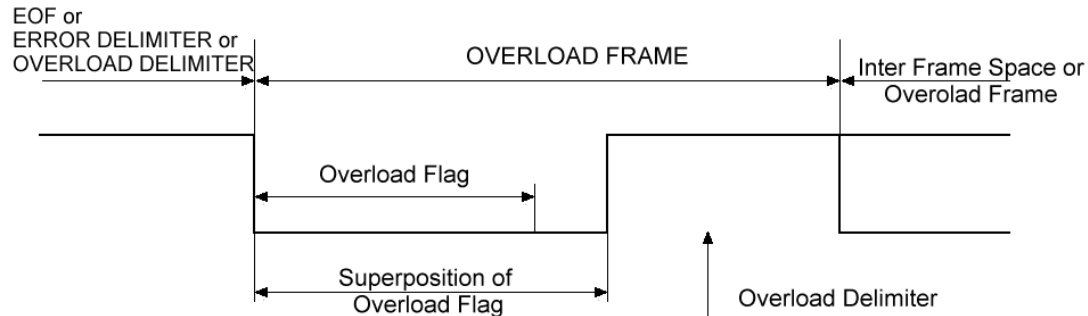 EOF or
ERROR DELIMITER or
OVERLOAD DELIMITER
OVERLOAD FRAME
Inter Frame Space or
Overolad Frame
Overload Flag
Superposition of
Overload Flag
Overload Delimiter